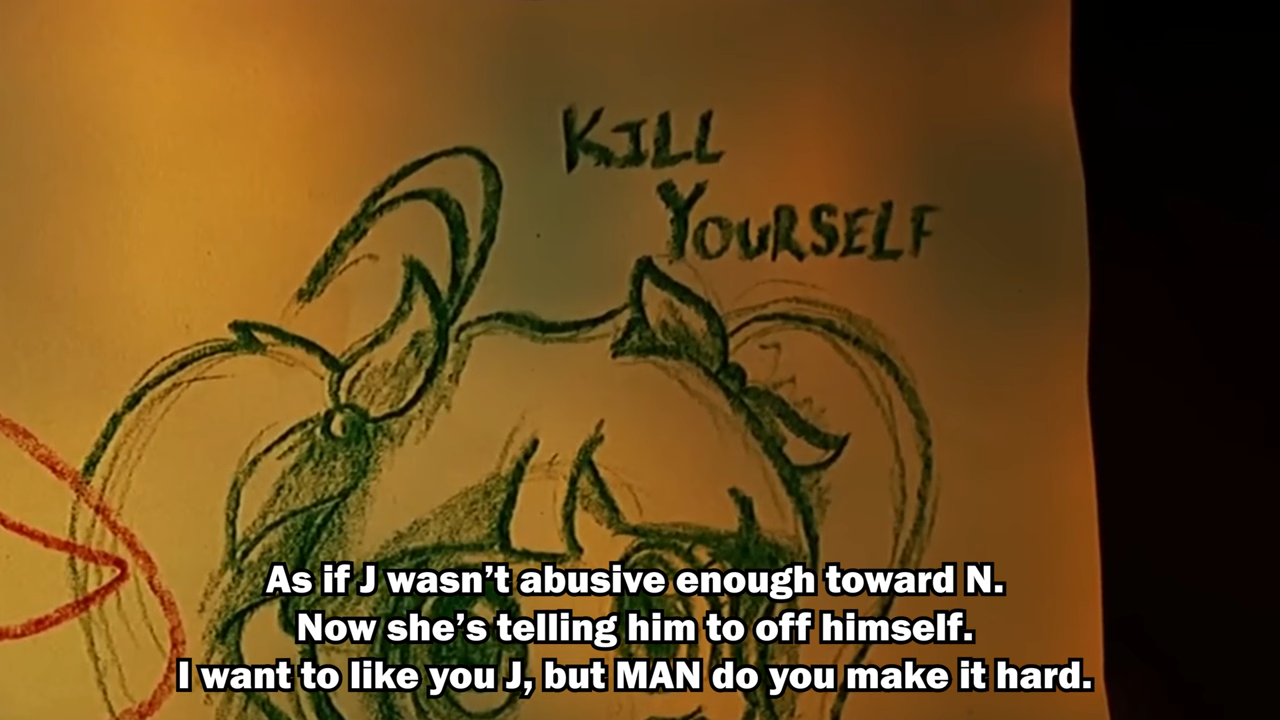 KILL
YOURSELF
As if J wasn't abusive enough toward N.
Now she's telling him to off himself.
I want to like you J, but MAN do you make it hard.